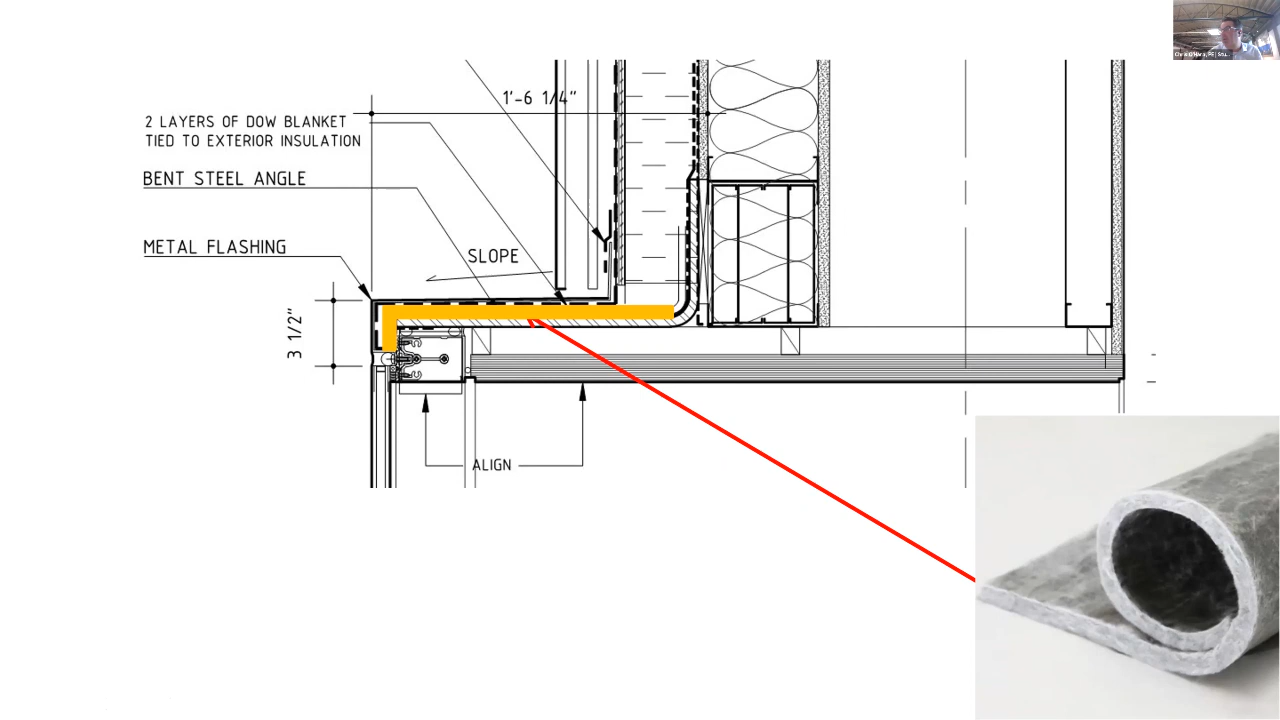 1'-6 1/4"
2 LAYERS OF DOW BLANKET
TIED TO EXTERIOR INSULATION
BENT STEEL ANGLE
METAL FLASHING
SLOPE
3 1/2"
ALIGN